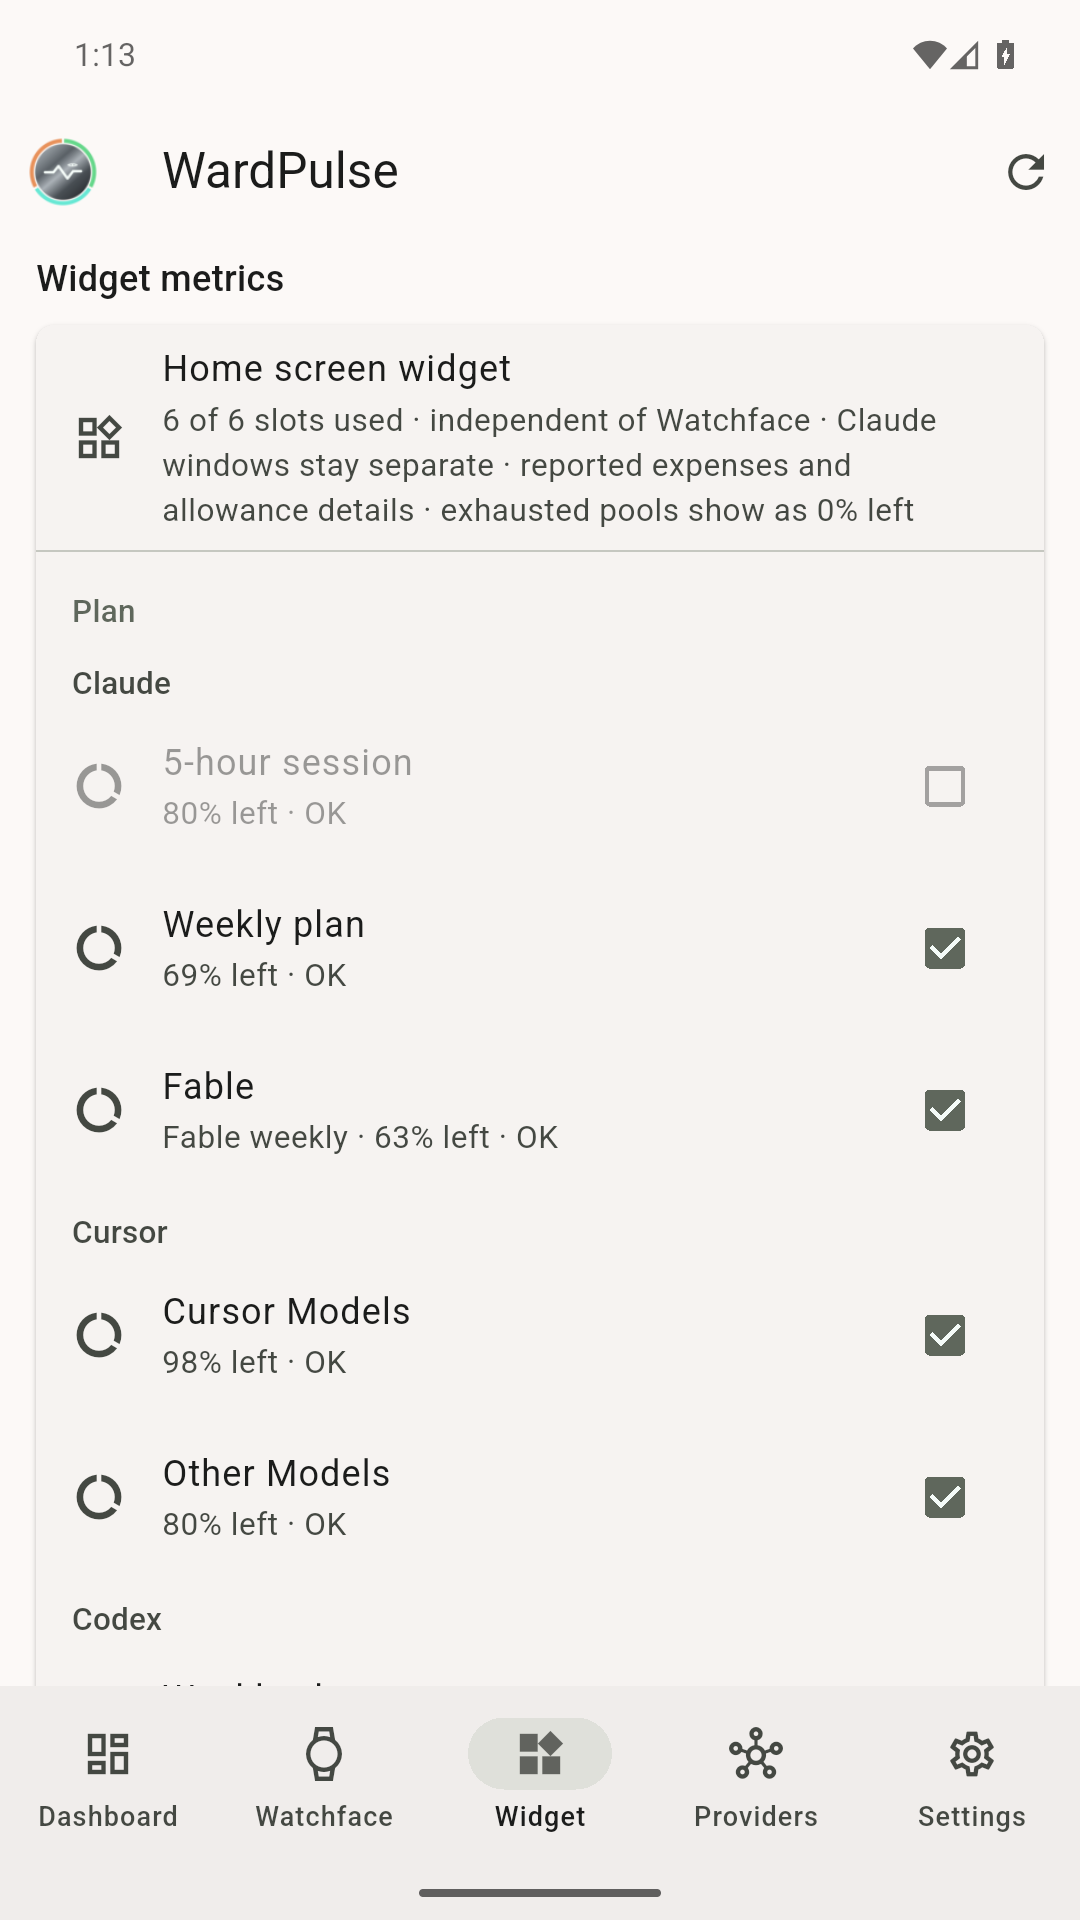 1:13
WardPulse
Widget metrics
Home screen widget
6 of 6 slots used · independent of Watchface · Claude
windows stay separate · reported expenses and
allowance details · exhausted pools show as 0% left
Plan
Claude
5-hour session
80% left · OK
Weekly plan
69% left · OK
Fable
Fable weekly · 63% left · OK
Cursor
Cursor Models
98% left · OK
Other Models
80% left · OK
Codex
Dashboard
Watchface
Widget
Providers
Settings